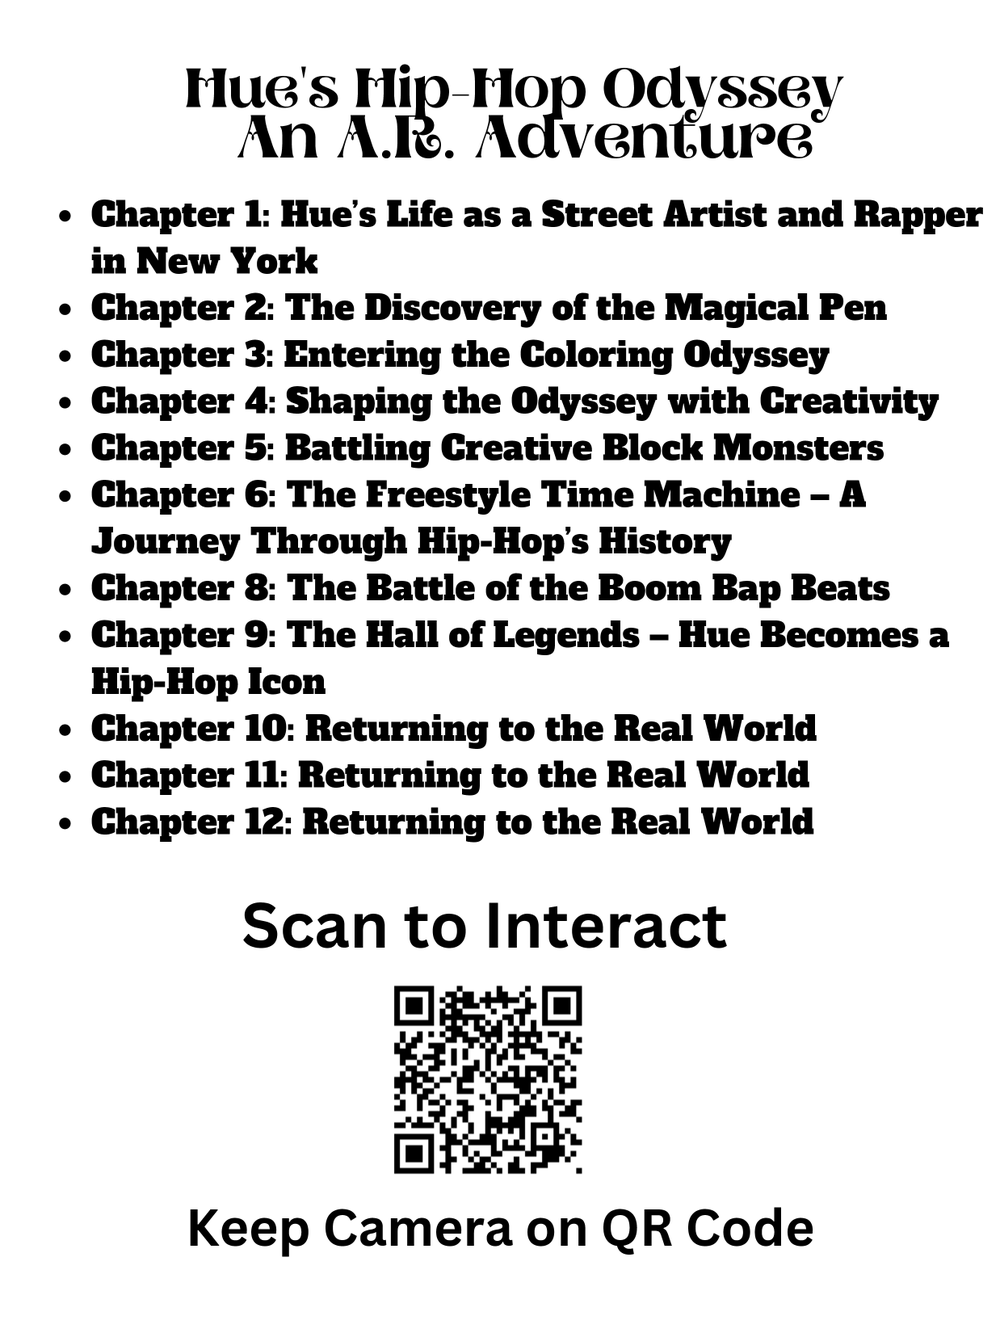 Hue's Hip-Hop Odyssey
An A.R. Adventure
• Chapter 1: Hue’s Life as a Street Artist and Rapper
in New York
• Chapter 2: The Discovery of the Magical Pen
• Chapter 3: Entering the Coloring Odyssey
• Chapter 4: Shaping the Odyssey with Creativity
• Chapter 5: Battling Creative Block Monsters
• Chapter 6: The Freestyle Time Machine – A
Journey Through Hip-Hop’s History
• Chapter 8: The Battle of the Boom Bap Beats
• Chapter 9: The Hall of Legends – Hue Becomes a
Hip-Hop Icon
• Chapter 10: Returning to the Real World
• Chapter 11: Returning to the Real World
• Chapter 12: Returning to the Real World
Scan to Interact
Keep Camera on QR Code